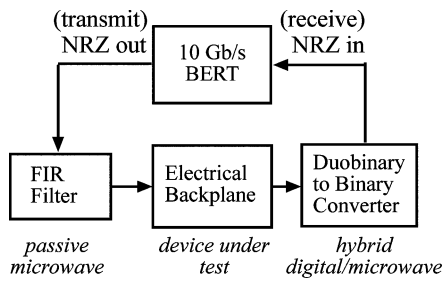 (transmit)
NRZ out
10 Gb/s
BERT
(receive)
NRZ in
FIR
Filter
Electrical
Backplane
Duobinary
to Binary
Converter
passive
microwave
device under
test
hybrid
digital/microwave